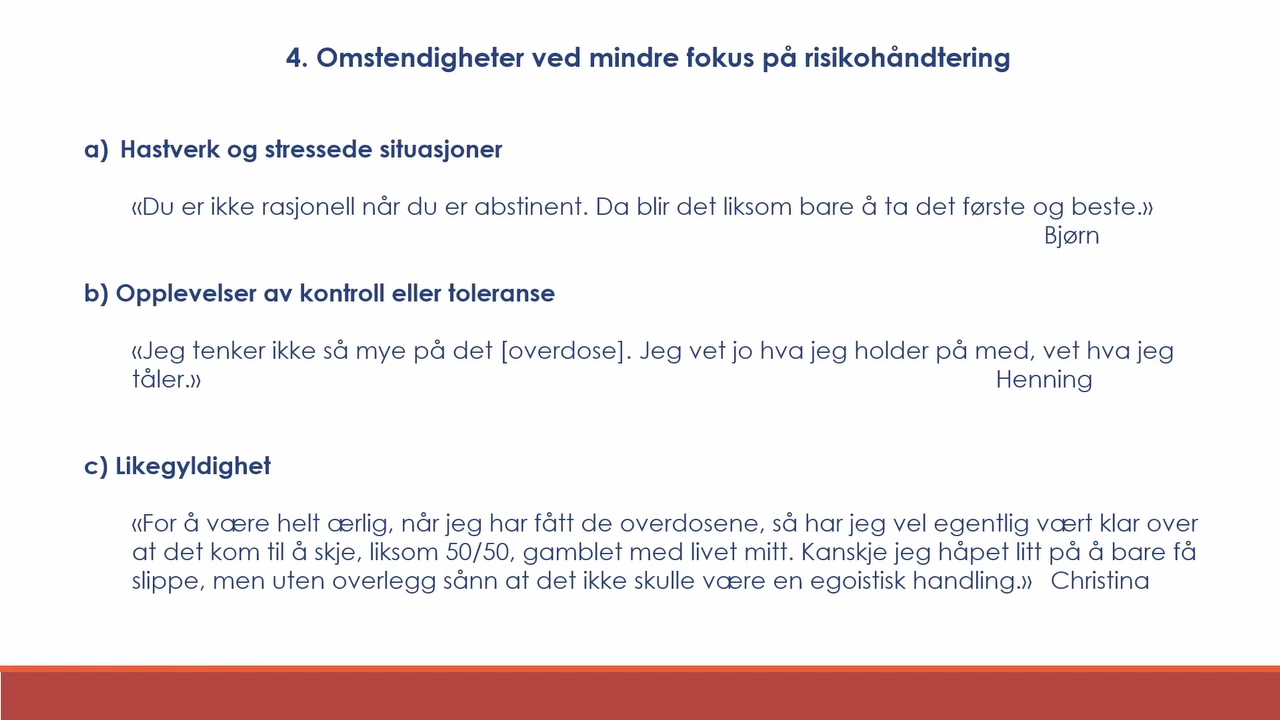 4. Omstendigheter ved mindre fokus på risikohåndtering
a) Hastverk og stressede situasjoner
«Du er ikke rasjonell når du er abstinent. Da blir det liksom bare å ta det første og beste.»
Bjørn
b) Opplevelser av kontroll eller toleranse
«Jeg tenker ikke så mye på det [overdose]. Jeg vet jo hva jeg holder på med, vet hva jeg
tåler.» Henning
c) Likegyldighet
«For å være helt ærlig, når jeg har fått de overdosene, så har jeg vel egentlig vært klar over
at det kom til å skje, liksom 50/50, gamblet med livet mitt. Kanskje jeg håpet litt på å bare få
slippe, men uten overlegg sånn at det ikke skulle være en egoistisk handling.» Christina